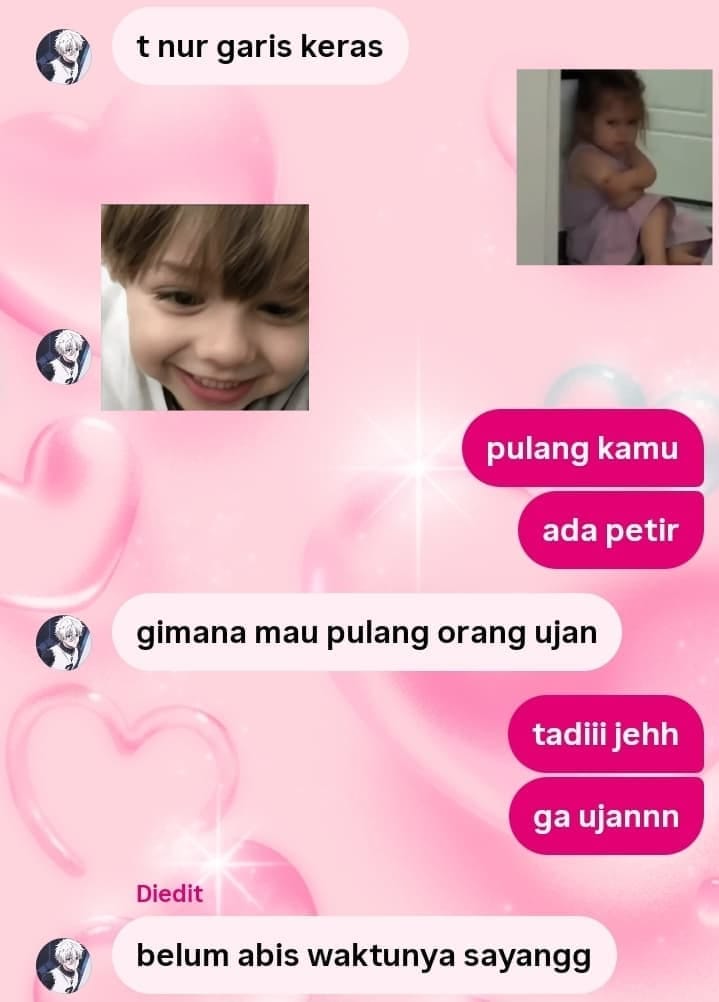 t nur garis keras
pulang kamu
ada petir
gimana mau pulang orang ujan
tadiii jehh
ga ujannn
Diedit
belum abis waktunya sayangg